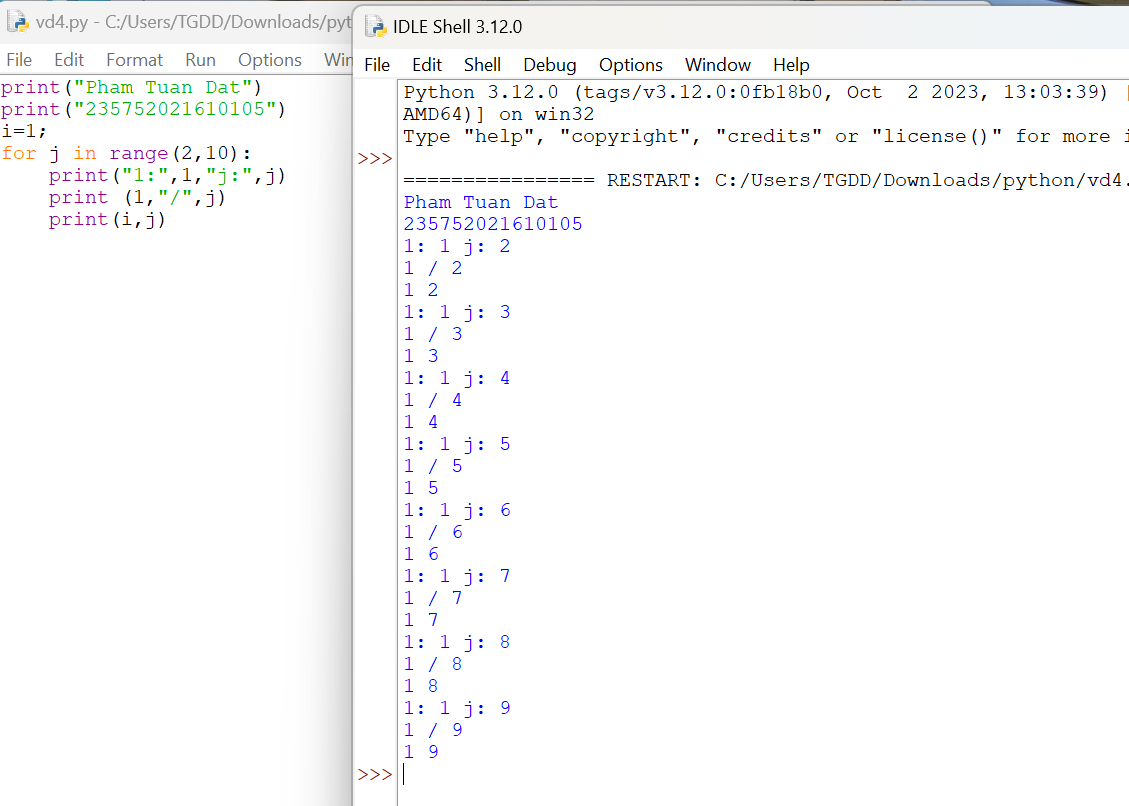 vd4.py - C:/Users/TGDD/Downloads/pyt
File Edit Format Run Options Win
print("Pham Tuan Dat")
print("235752021610105")
i=1;
for j in range(2,10):
    print("1:",1,"j:",j)
    print (1,"/",j)
    print(i,j)
IDLE Shell 3.12.0
File Edit Shell Debug Options Window Help
Python 3.12.0 (tags/v3.12.0:0fb18b0, Oct  2 2023, 13:03:39) [
AMD64)] on win32
Type "help", "copyright", "credits" or "license()" for more i
>>>
================ RESTART: C:/Users/TGDD/Downloads/python/vd4.
Pham Tuan Dat
235752021610105
1: 1 j: 2
1 / 2
1 2
1: 1 j: 3
1 / 3
1 3
1: 1 j: 4
1 / 4
1 4
1: 1 j: 5
1 / 5
1 5
1: 1 j: 6
1 / 6
1 6
1: 1 j: 7
1 / 7
1 7
1: 1 j: 8
1 / 8
1 8
1: 1 j: 9
1 / 9
1 9
>>>